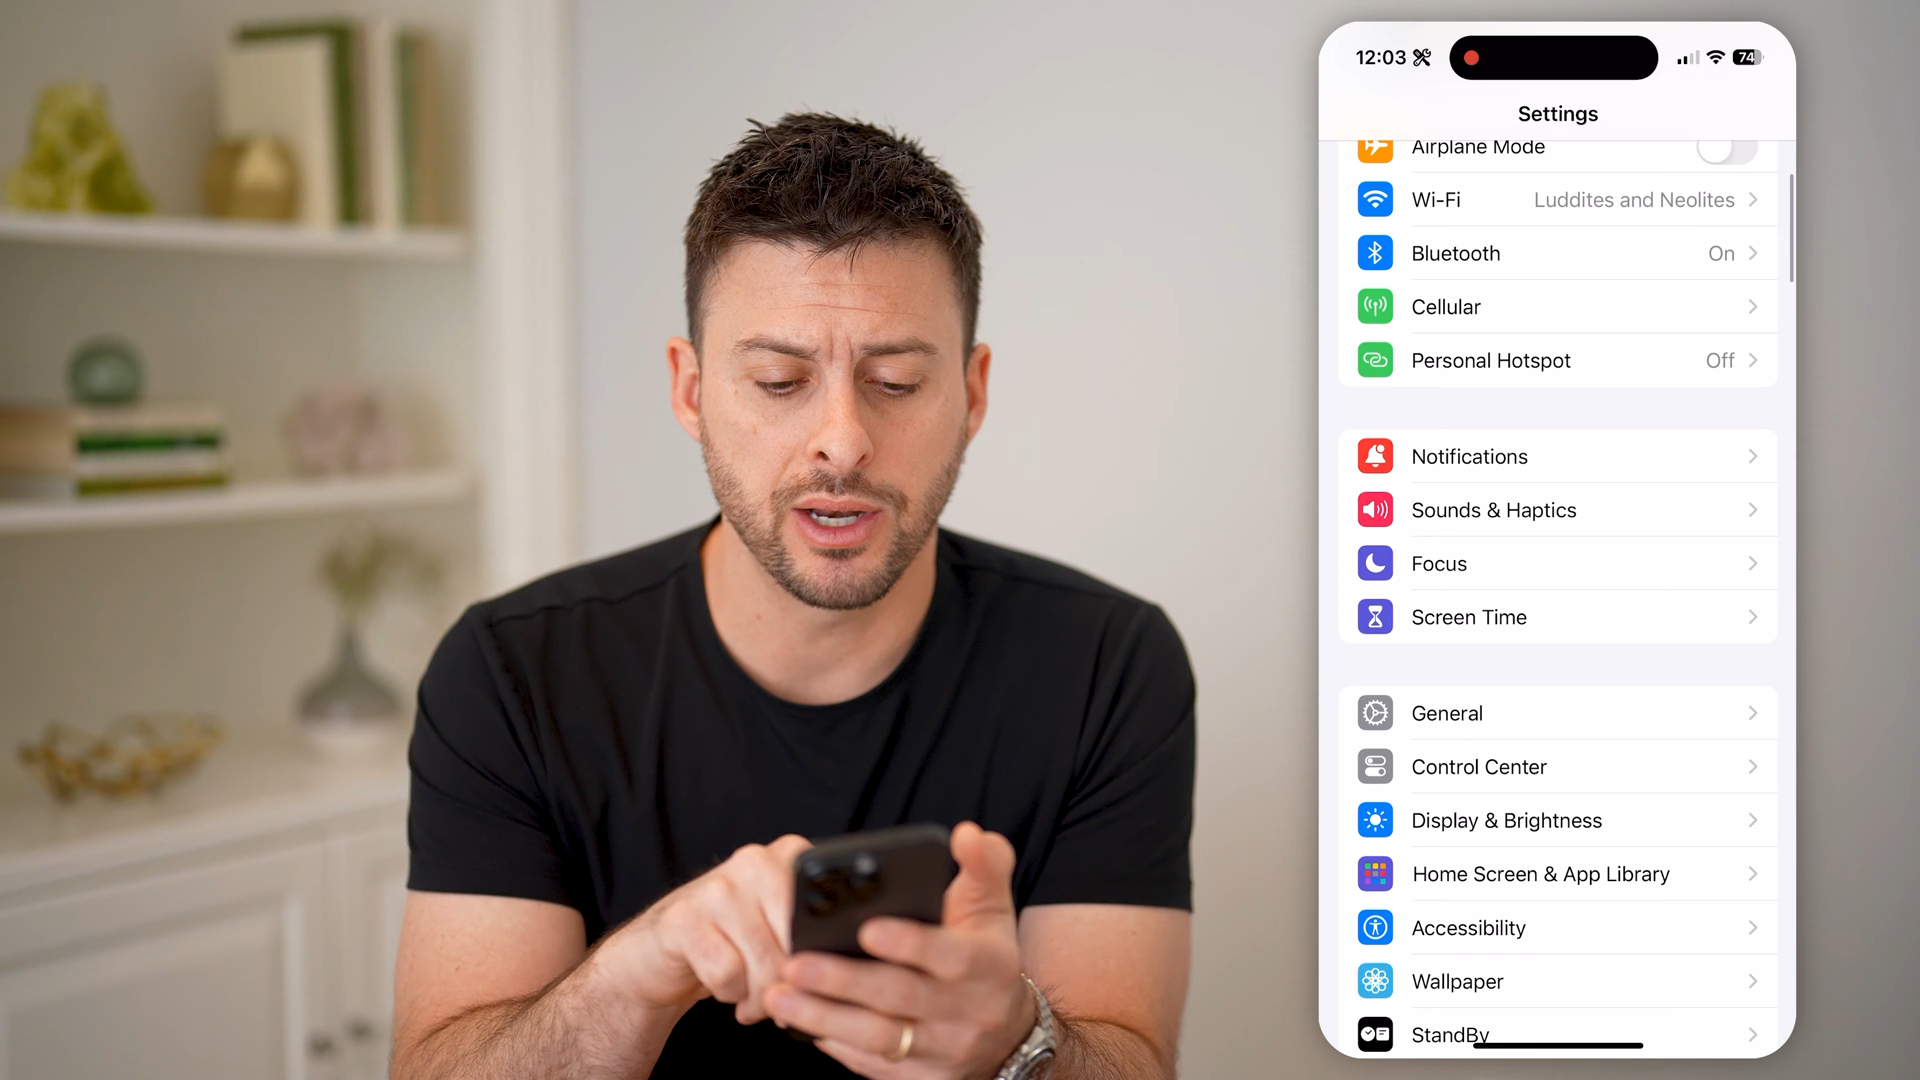 12:03
74
Settings
Airplane Mode
Wi-Fi Luddites and Neolites
Bluetooth On
Cellular
Personal Hotspot Off
Notifications
Sounds & Haptics
Focus
Screen Time
General
Control Center
Display & Brightness
Home Screen & App Library
Accessibility
Wallpaper
StandBy